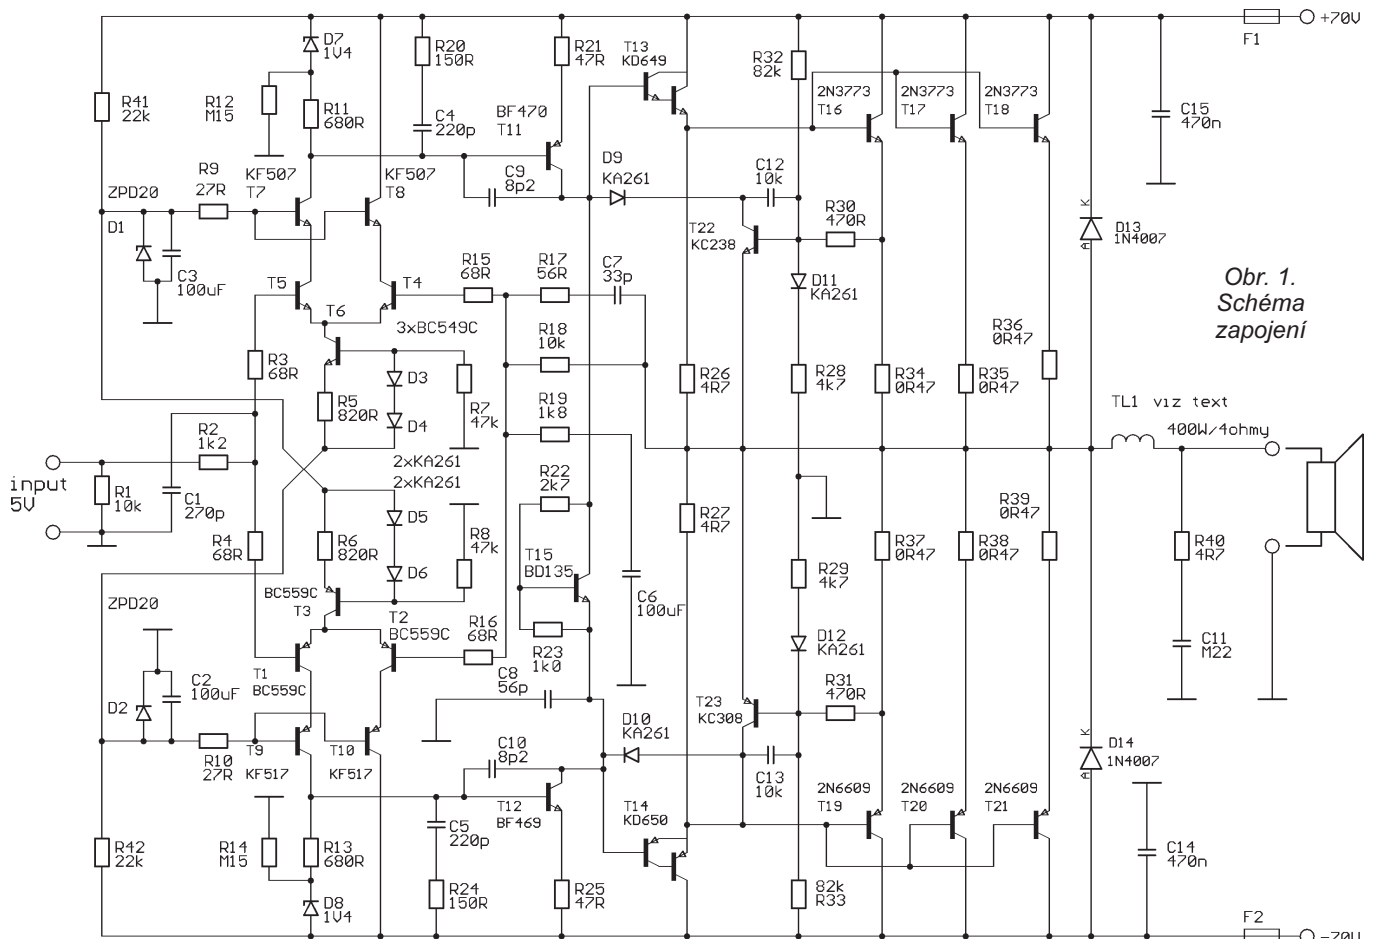 +70V
F1
D7
1V4
R20
150R
R21
47R
T13
KD649
R32
82k
R41
22k
R12
M15
R11
680R
C4
220p
BF470
T11
2N3773
T16
2N3773
T17
2N3773
T18
C15
470n
R9
27R
KF507
T7
KF507
T8
C9
8p2
D9
KA261
C12
10k
ZPD20
D1
C3
100uF
R30
470R
T22
KC238
K
D13
1N4007
A
T5
T4
R15
68R
R17
56R
C7
33p
D11
KA261
Obr. 1.
Schéma
zapojení
T6
3xBC549C
R18
10k
R36
0R47
R3
68R
D3
R5
820R
D4
R7
47k
R19
1k8
R26
4R7
R28
4k7
R34
0R47
R35
0R47
TL1 viz text
400W/4ohmy
R2
1k2
2xKA261
2xKA261
input
5V
R1
10k
C1
270p
R22
2k7
R4
68R
R6
820R
D5
D6
R8
47k
R27
4R7
R39
0R47
R37
0R47
R38
0R47
R40
4R7
T15
BD135
R29
4k7
BC559C
T3
T2
BC559C
C6
100uF
ZPD20
R16
68R
R23
1k0
D12
KA261
C11
M22
T1
BC559C
C8
56p
C2
100uF
D2
T23
KC308
R31
470R
D10
KA261
K
D14
1N4007
A
R10
27R
T9
KF517
T10
KF517
C10
8p2
C13
10k
T12
BF469
T14
KD650
2N6609
T19
2N6609
T20
2N6609
T21
R42
22k
R14
M15
R13
680R
C5
220p
C14
470n
D8
1V4
R24
150R
R25
47R
82k
R33
F2
-70V